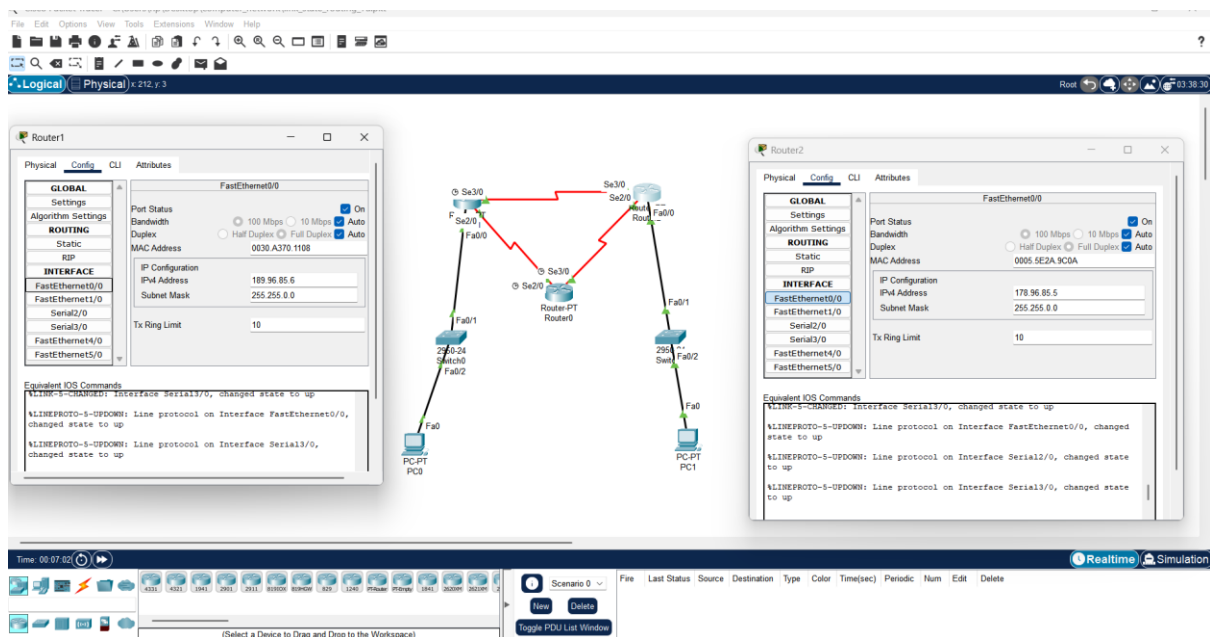 File Edit Options View Tools Extensions Window Help
?
Logical Physical x: 212, y: 3
Root 03:38:30
Router1
Physical Config CLI Attributes
GLOBAL
Settings
Algorithm Settings
ROUTING
Static
RIP
INTERFACE
FastEthernet0/0
FastEthernet1/0
Serial2/0
Serial3/0
FastEthernet4/0
FastEthernet5/0
FastEthernet0/0
Port Status On
Bandwidth 100 Mbps 10 Mbps Auto
Duplex Half Duplex Full Duplex Auto
MAC Address 0030.A370.1108
IP Configuration
IPv4 Address 189.96.85.6
Subnet Mask 255.255.0.0
Tx Ring Limit 10
Equivalent IOS Commands
%LINK-5-CHANGED: Interface Serial3/0, changed state to up
%LINEPROTO-5-UPDOWN: Line protocol on Interface FastEthernet0/0,
changed state to up
%LINEPROTO-5-UPDOWN: Line protocol on Interface Serial3/0,
changed state to up
Se3/0
Se2/0
Fa0/0
Se3/0
Se2/0
Fa0/0
Se3/0
Se2/0
Router-PT
Router0
Fa0/1
2950-24
Switch0
Fa0/2
Fa0
PC-PT
PC0
Fa0/1
Fa0/2
Fa0
PC-PT
PC1
Router2
Physical Config CLI Attributes
GLOBAL
Settings
Algorithm Settings
ROUTING
Static
RIP
INTERFACE
FastEthernet0/0
FastEthernet1/0
Serial2/0
Serial3/0
FastEthernet4/0
FastEthernet5/0
FastEthernet0/0
Port Status On
Bandwidth 100 Mbps 10 Mbps Auto
Duplex Half Duplex Full Duplex Auto
MAC Address 0005.5E2A.9C0A
IP Configuration
IPv4 Address 178.96.85.5
Subnet Mask 255.255.0.0
Tx Ring Limit 10
Equivalent IOS Commands
%LINK-5-CHANGED: Interface Serial3/0, changed state to up
%LINEPROTO-5-UPDOWN: Line protocol on Interface FastEthernet0/0, changed
state to up
%LINEPROTO-5-UPDOWN: Line protocol on Interface Serial2/0, changed state
to up
%LINEPROTO-5-UPDOWN: Line protocol on Interface Serial3/0, changed state
to up
Time: 00:07:02
Realtime Simulation
4331 4321 1941 2901 2911 819IOX 819HGW 829 1240 PT-Router PT-Empty 1841 2620XM 2621XM
(Select a Device to Drag and Drop to the Workspace)
Scenario 0
New Delete
Toggle PDU List Window
Fire Last Status Source Destination Type Color Time(sec) Periodic Num Edit Delete